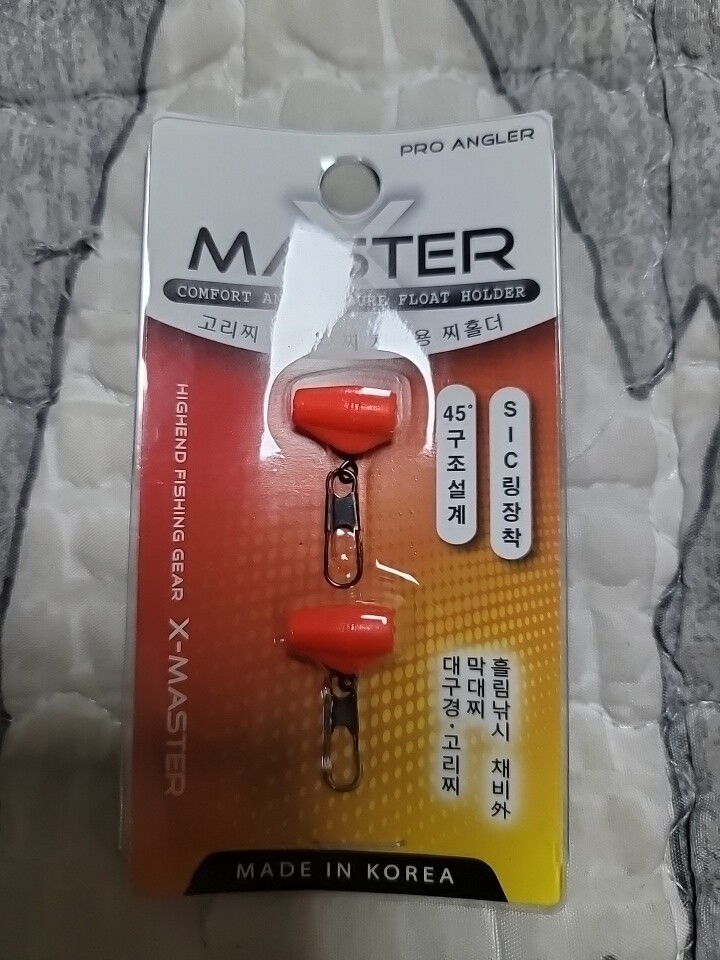 PRO ANGLER
X
MASTER
COMFORT AN URE FLOAT HOLDER
고리찌 찌 용 찌홀더
HIGHEND FISHING GEAR X-MASTER
45°구조설계
SIC링장착
흘림낚시 채비外
막대찌
대구경·고리찌
MADE IN KOREA